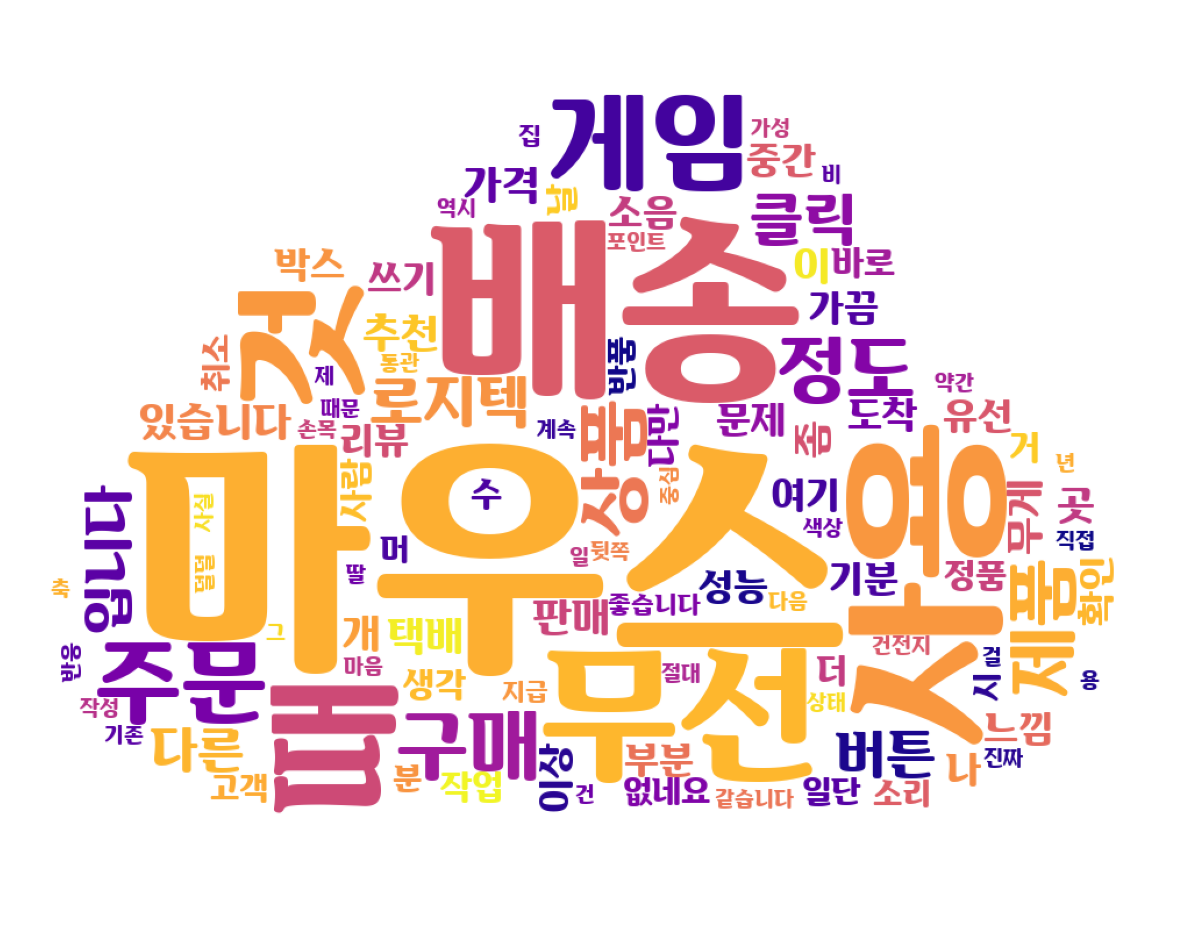 게임
가성
집
중간
비
가격
날
역시
소음
클릭
포인트
배송
박스
쓰기
이
바로
것
가끔
추천
취소
동관
반품
정도
제
약간
로지텍
있습니다
때문
손목
리뷰
계속
상품
다만
문제
좀
도착
유선
거
년
마우스
사람
사실
덜덜
수
중심
여기
색상
사용
무게
곳
직접
입니다
머
일
뒷쪽
딸
성능
기분
정품
확인
축
그
개
택배
판매
좋습니다
다음
제품
건전지
걸
반응
주문
마음
무선
절대
더
시
용
때
생각
지급
상태
작성
기존
다른
구매
버튼
느낌
진짜
고객
분
작업
이상
건
부분
없네요
같습니다
일단
소리
나